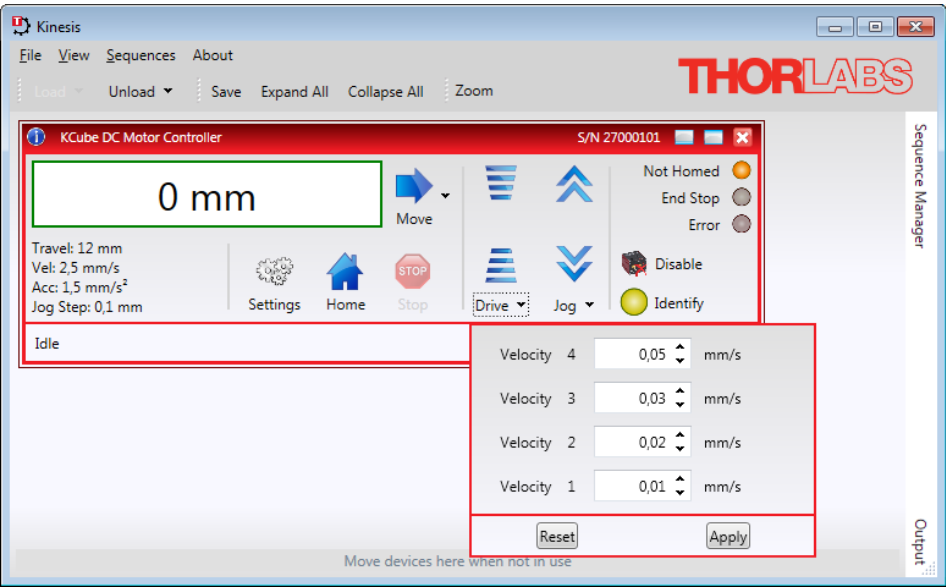 Kinesis
File View Sequences About
Load Unload Save Expand All Collapse All Zoom
THORLABS
KCube DC Motor Controller S/N 27000101
0 mm
Move
Travel: 12 mm
Vel: 2,5 mm/s
Acc: 1,5 mm/s²
Jog Step: 0,1 mm
Settings Home STOP Stop
Drive Jog
Not Homed
End Stop
Error
Disable
Identify
Idle
Velocity 4 0,05 mm/s
Velocity 3 0,03 mm/s
Velocity 2 0,02 mm/s
Velocity 1 0,01 mm/s
Reset Apply
Move devices here when not in use
Sequence Manager
Output